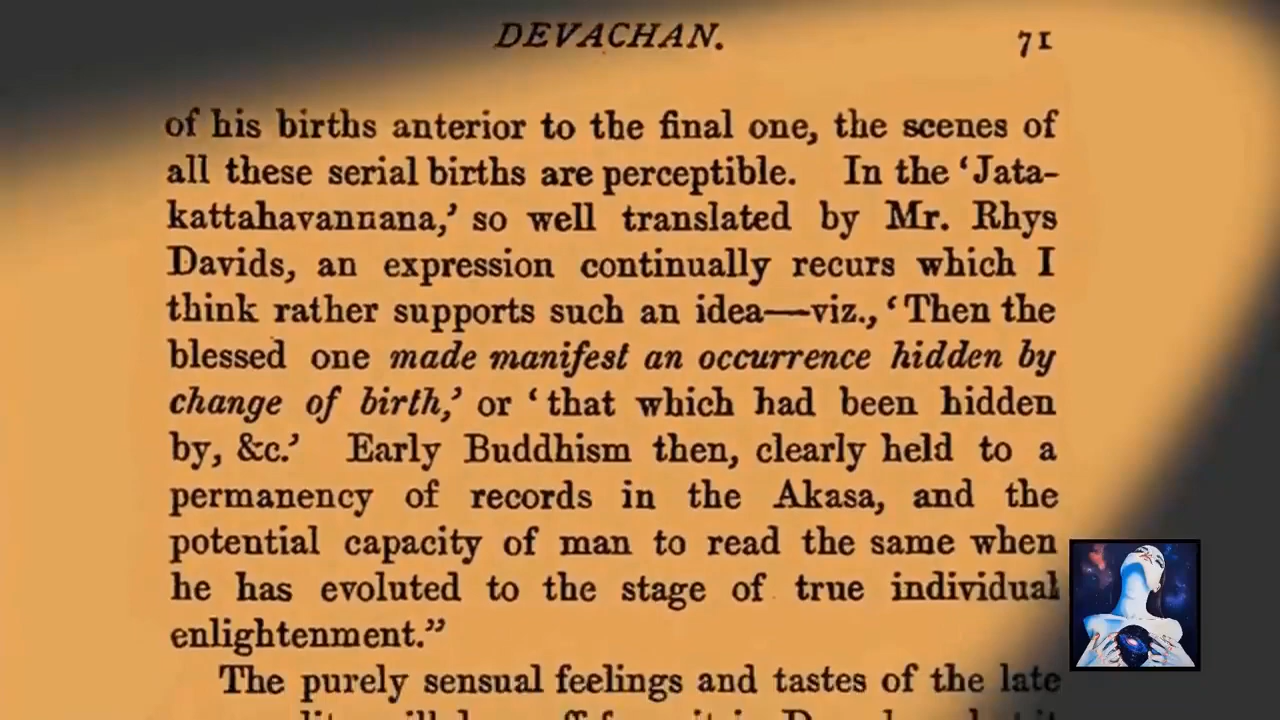 DEVACHAN. 71
of his births anterior to the final one, the scenes of
all these serial births are perceptible. In the ‘Jata-
kattahavannana,’ so well translated by Mr. Rhys
Davids, an expression continually recurs which I
think rather supports such an idea—viz., ‘Then the
blessed one made manifest an occurrence hidden by
change of birth,’ or ‘that which had been hidden
by, &c.’ Early Buddhism then, clearly held to a
permanency of records in the Akasa, and the
potential capacity of man to read the same when
he has evoluted to the stage of true individual
enlightenment.”
The purely sensual feelings and tastes of the late